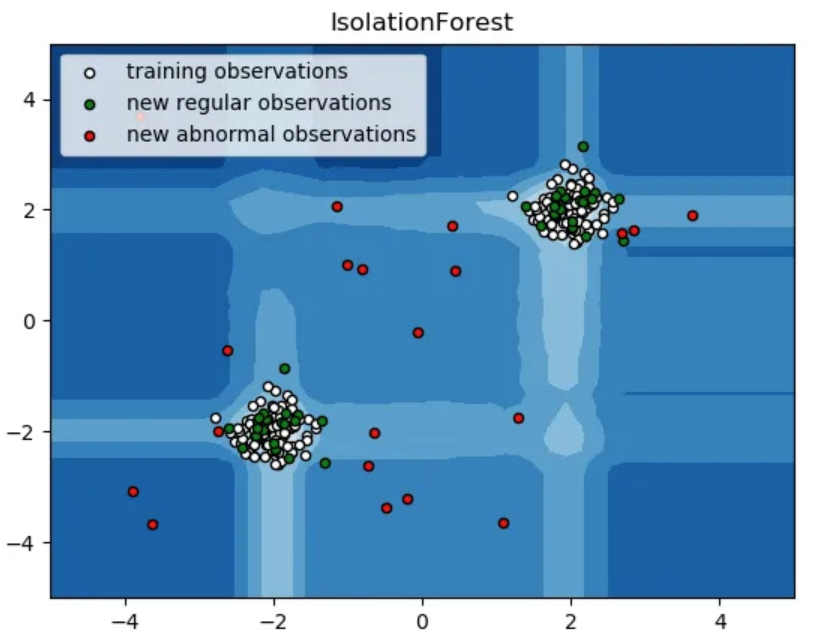 IsolationForest
training observations
new regular observations
new abnormal observations
4
2
0
−2
−4
−4
−2
0
2
4